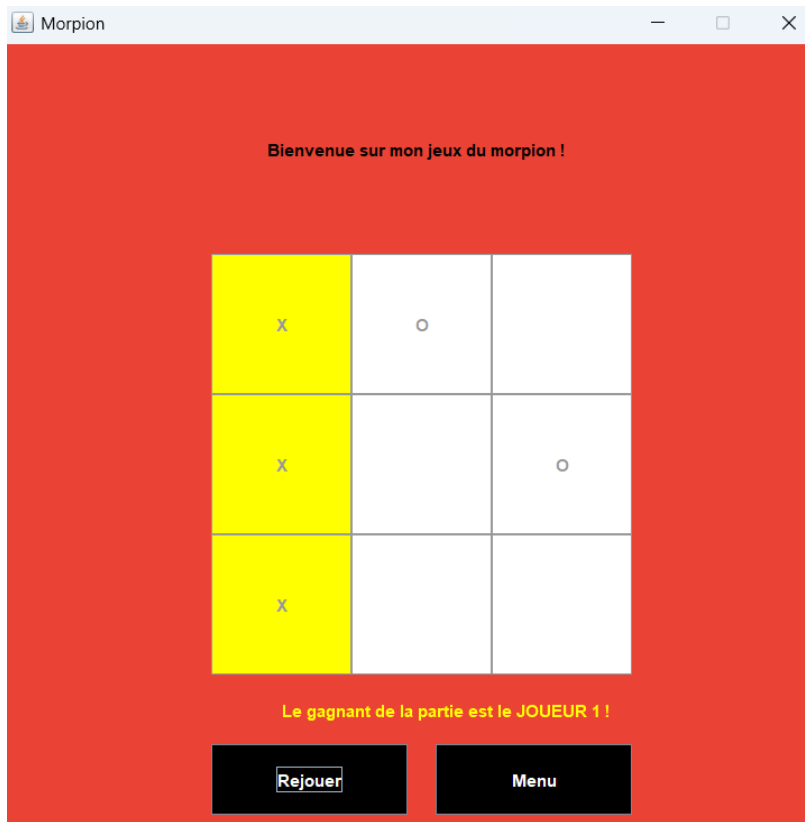 Morpion
Bienvenue sur mon jeux du morpion !
X O
X O
X
Le gagnant de la partie est le JOUEUR 1 !
Rejouer Menu